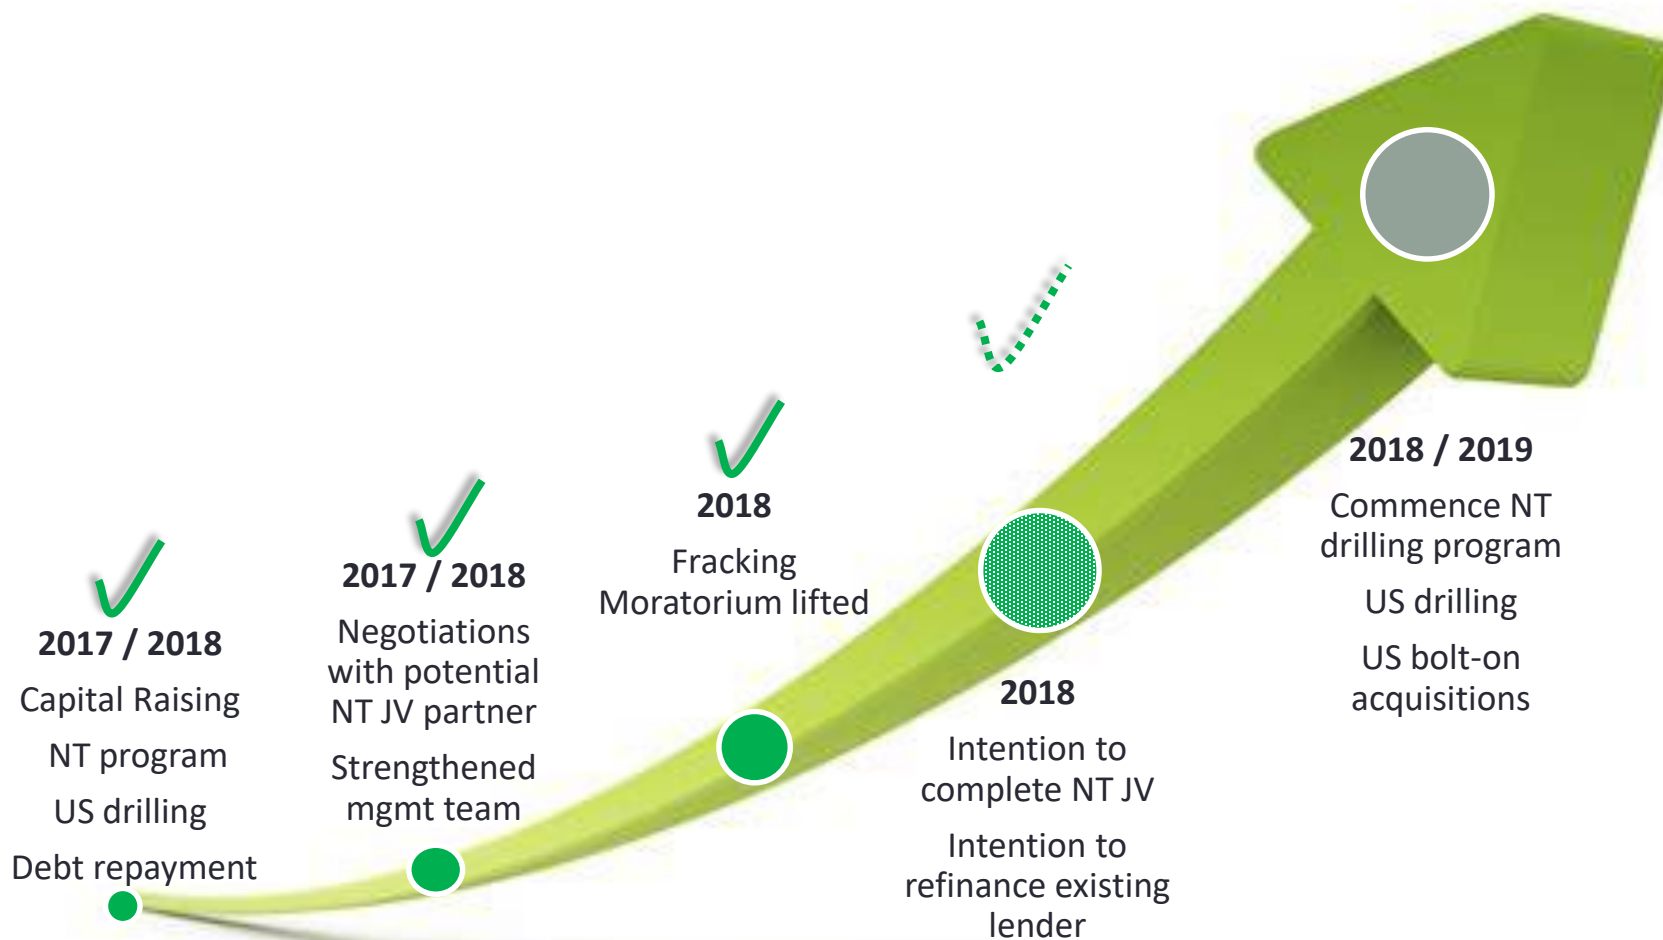 2017 / 2018
Capital Raising
NT program
US drilling
Debt repayment
2017 / 2018
Negotiations
with potential
NT JV partner
Strengthened
mgmt team
2018
Fracking
Moratorium lifted
2018
Intention to
complete NT JV
Intention to
refinance existing
lender
2018 / 2019
Commence NT
drilling program
US drilling
US bolt-on
acquisitions